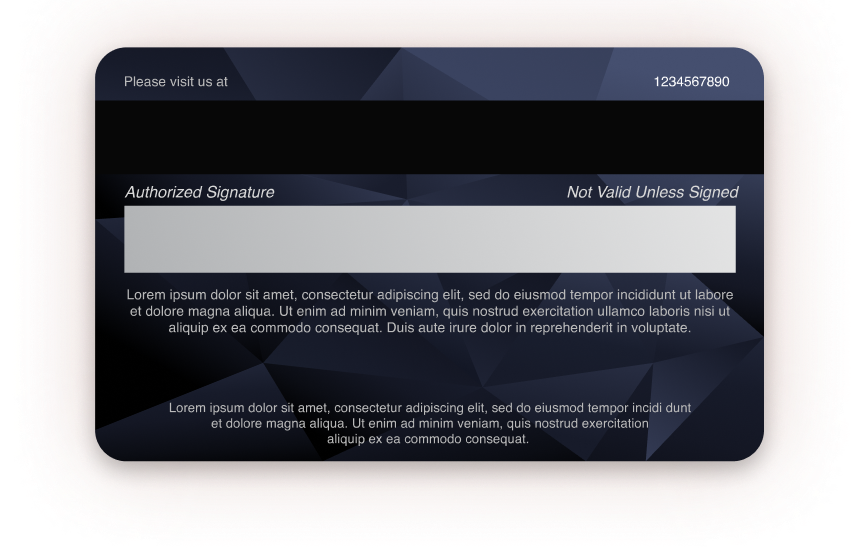 Please visit us at
1234567890
Authorized Signature
Not Valid Unless Signed
Lorem ipsum dolor sit amet, consectetur adipiscing elit, sed do eiusmod tempor incididunt ut labore
et dolore magna aliqua. Ut enim ad minim veniam, quis nostrud exercitation ullamco laboris nisi ut
aliquip ex ea commodo consequat. Duis aute irure dolor in reprehenderit in voluptate.
Lorem ipsum dolor sit amet, consectetur adipiscing elit, sed do eiusmod tempor incidi dunt
et dolore magna aliqua. Ut enim ad minim veniam, quis nostrud exercitation
aliquip ex ea commodo consequat.